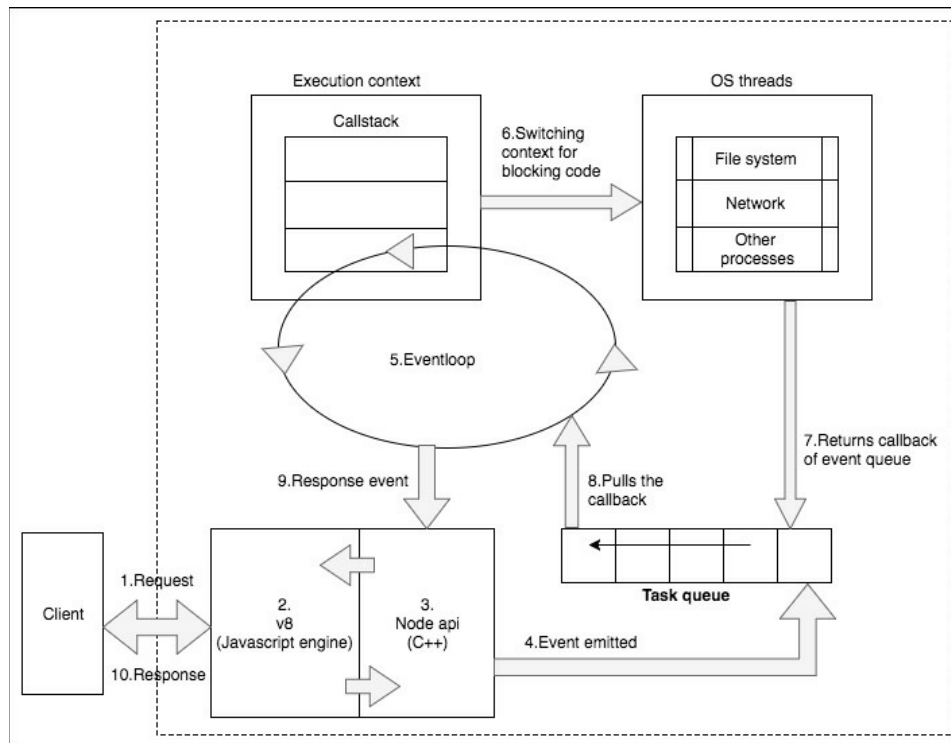 Execution context
OS threads
Callstack
6.Switching
context for
blocking code
File system
Network
Other
processes
5.Eventloop
7.Returns callback
of event queue
9.Response event
8.Pulls the
callback
Task queue
Client
1.Request
10.Response
2.
v8
(Javascript engine)
3.
Node api
(C++)
4.Event emitted